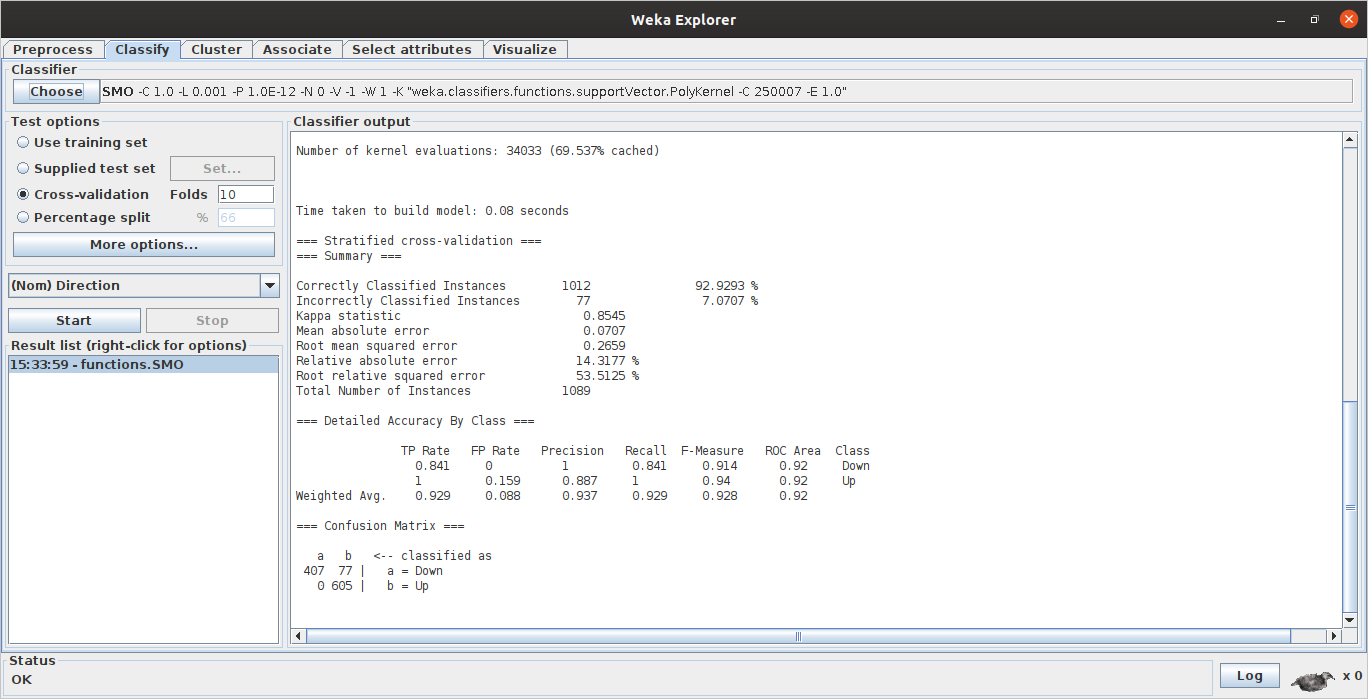 Weka Explorer
Preprocess Classify Cluster Associate Select attributes Visualize
Classifier
Choose SMO -C 1.0 -L 0.001 -P 1.0E-12 -N 0 -V -1 -W 1 -K "weka.classifiers.functions.supportVector.PolyKernel -C 250007 -E 1.0"
Test options
Use training set
Supplied test set Set...
Cross-validation Folds 10
Percentage split % 66
More options...
(Nom) Direction
Start Stop
Result list (right-click for options)
15:33:59 - functions.SMO
Classifier output
Number of kernel evaluations: 34033 (69.537% cached)
Time taken to build model: 0.08 seconds
=== Stratified cross-validation ===
=== Summary ===
Correctly Classified Instances 1012 92.9293 %
Incorrectly Classified Instances 77 7.0707 %
Kappa statistic 0.8545
Mean absolute error 0.0707
Root mean squared error 0.2659
Relative absolute error 14.3177 %
Root relative squared error 53.5125 %
Total Number of Instances 1089
=== Detailed Accuracy By Class ===
TP Rate FP Rate Precision Recall F-Measure ROC Area Class
0.841 0 1 0.841 0.914 0.92 Down
1 0.159 0.887 1 0.94 0.92 Up
Weighted Avg. 0.929 0.088 0.937 0.929 0.928 0.92
=== Confusion Matrix ===
a b <-- classified as
407 77 | a = Down
0 605 | b = Up
Status
OK
Log x 0